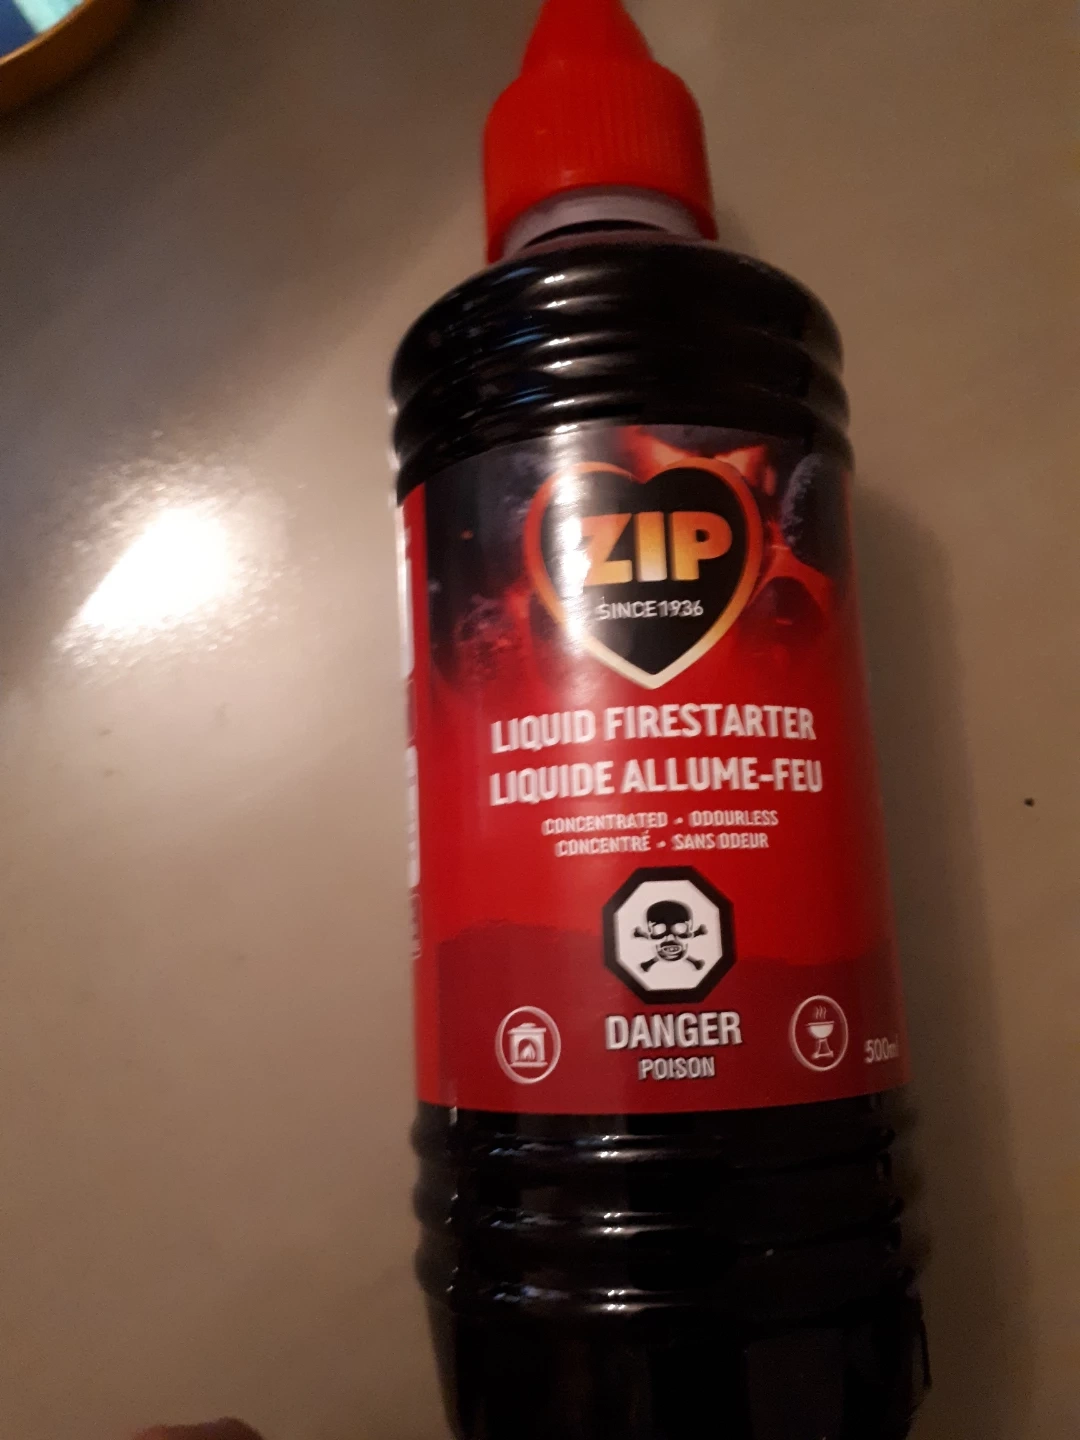 ZIP
SINCE 1936
LIQUID FIRESTARTER
LIQUIDE ALLUME-FEU
CONCENTRATED • ODOURLESS
CONCENTRÉ • SANS ODEUR
DANGER
POISON
500ml